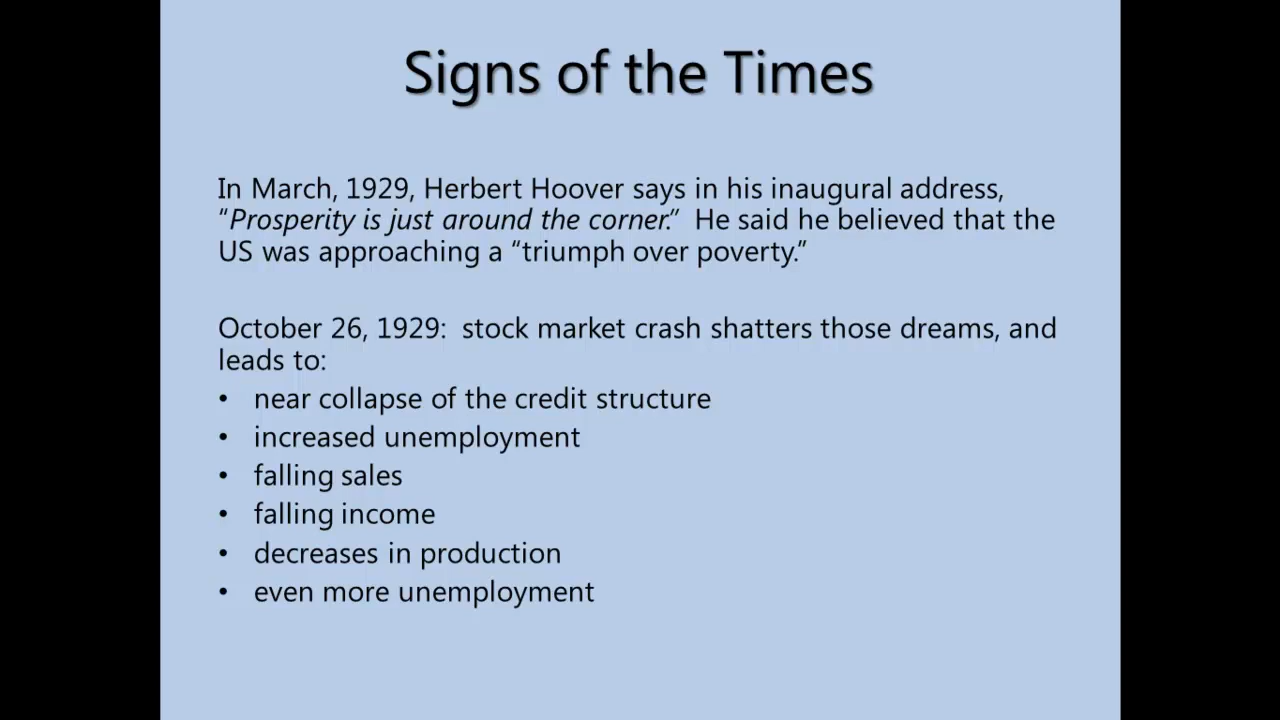 Signs of the Times
In March, 1929, Herbert Hoover says in his inaugural address,
“Prosperity is just around the corner.” He said he believed that the
US was approaching a “triumph over poverty.”
October 26, 1929: stock market crash shatters those dreams, and
leads to:
• near collapse of the credit structure
• increased unemployment
• falling sales
• falling income
• decreases in production
• even more unemployment